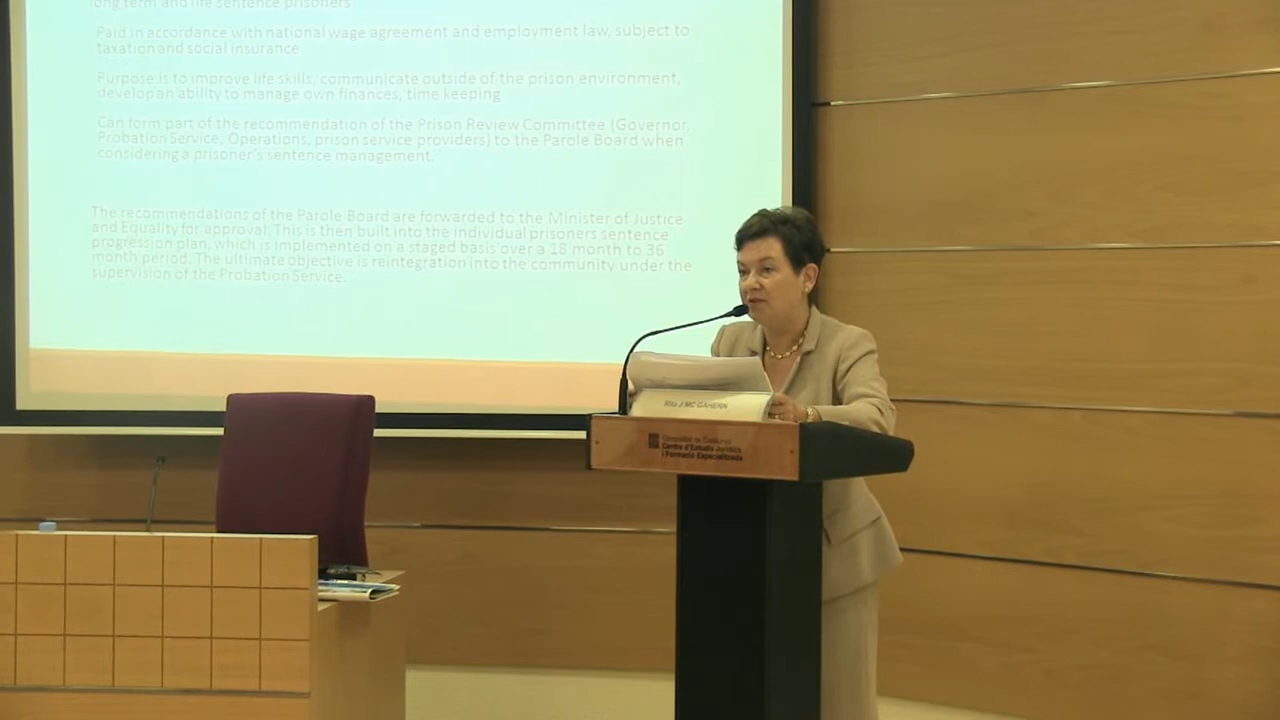 long term and life sentence prisoners
Paid in accordance with national wage agreement and employment law, subject to
taxation and social insurance
Purpose is to improve life skills, communicate outside of the prison environment,
develop an ability to manage own finances, time keeping
Can form part of the recommendation of the Prison Review Committee (Governor,
Probation Service, Operations, prison service providers) to the Parole Board when
considering a prisoner's sentence management.
The recommendations of the Parole Board are forwarded to the Minister of Justice
and Equality for approval. This is then built into the individual prisoners sentence
progression plan, which is implemented on a staged basis over a 18 month to 36
month period. The ultimate objective is reintegration into the community under the
supervision of the Probation Service.
Rita J MC GAHERN
Generalitat de Catalunya
Centre d'Estudis Jurídics
i Formació Especialitzada